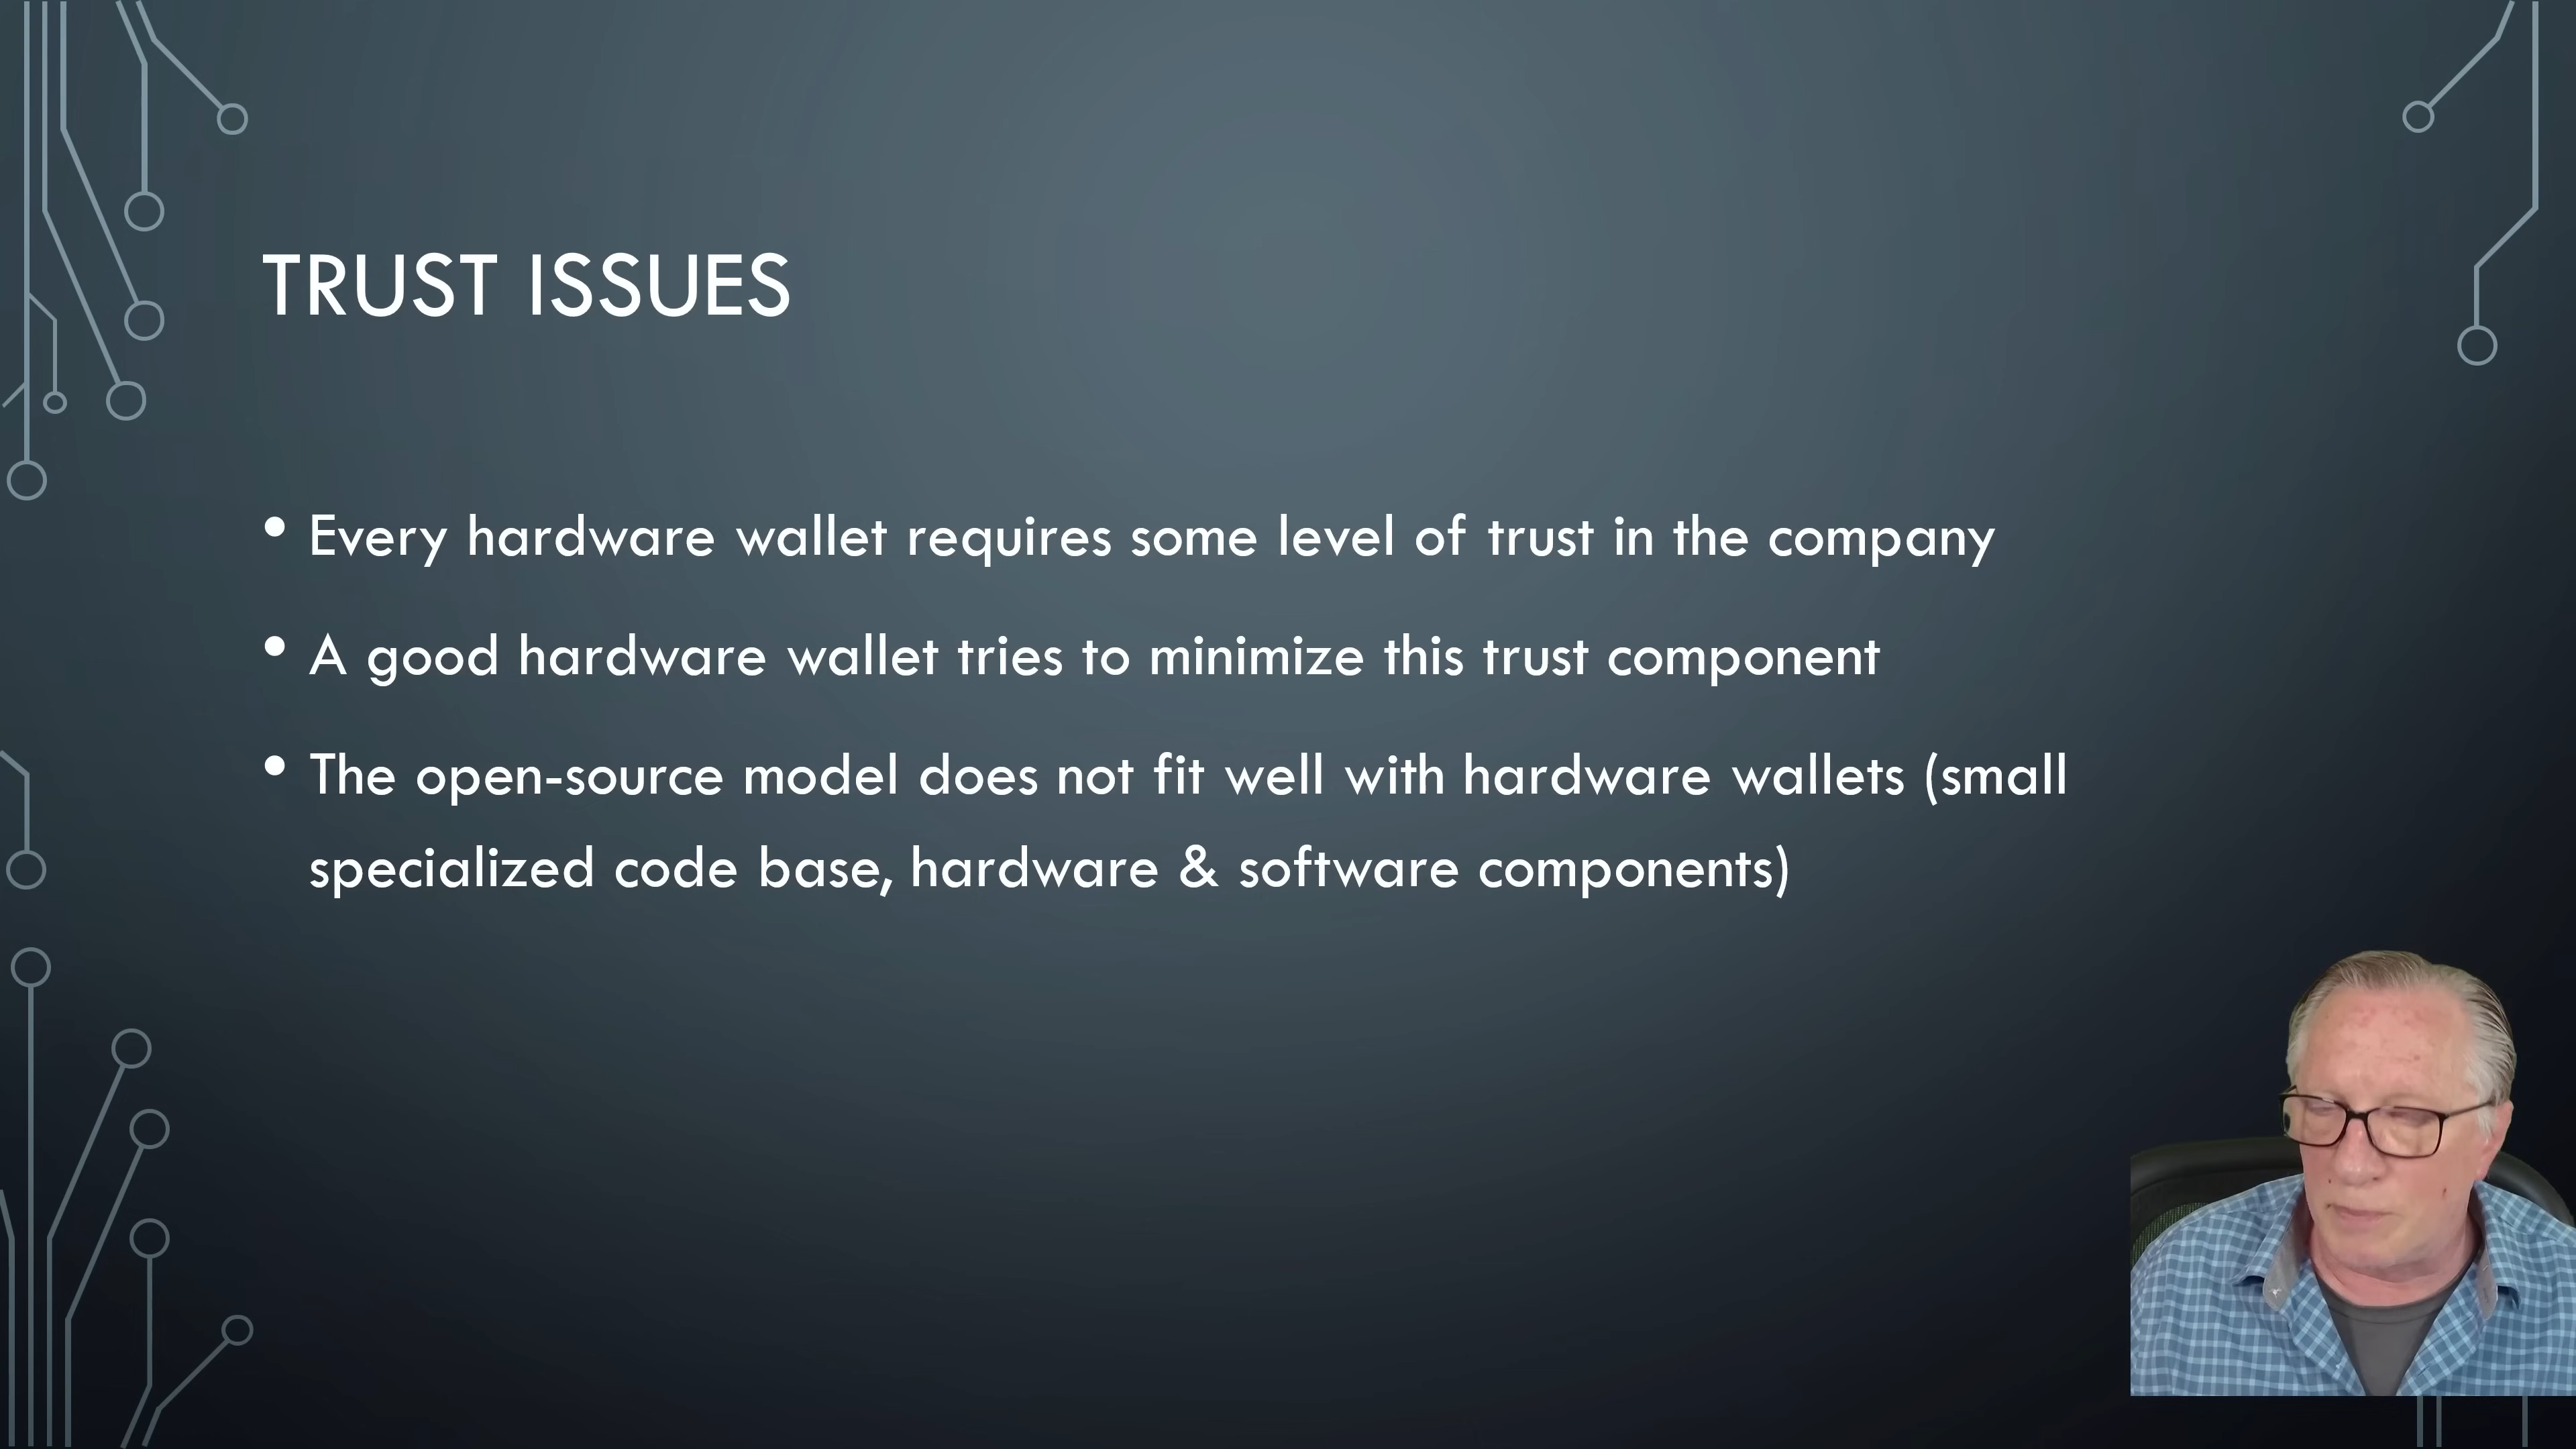 TRUST ISSUES
• Every hardware wallet requires some level of trust in the company
• A good hardware wallet tries to minimize this trust component
• The open-source model does not fit well with hardware wallets (small
specialized code base, hardware & software components)